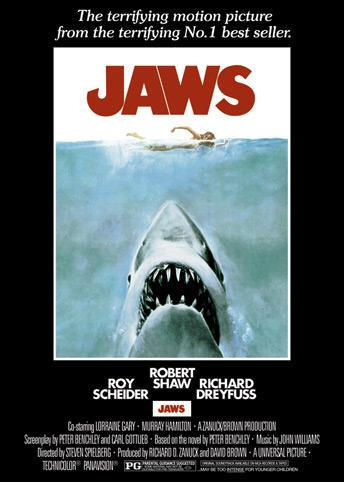 The terrifying motion picture
from the terrifying No.1 best seller.
JAWS
ROY SCHEIDER
ROBERT SHAW
RICHARD DREYFUSS
JAWS
Co-starring LORRAINE GARY · MURRAY HAMILTON · A ZANUCK/BROWN PRODUCTION
Screenplay by PETER BENCHLEY and CARL GOTTLIEB · Based on the novel by PETER BENCHLEY · Music by JOHN WILLIAMS
Directed by STEVEN SPIELBERG · Produced by RICHARD D. ZANUCK and DAVID BROWN · A UNIVERSAL PICTURE ·
TECHNICOLOR® PANAVISION®
PG PARENTAL GUIDANCE SUGGESTED
ORIGINAL SOUNDTRACK AVAILABLE ON MCA RECORDS & TAPES
MAY BE TOO INTENSE FOR YOUNGER CHILDREN